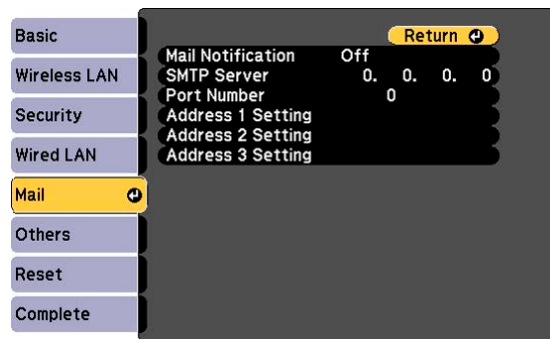 Basic
Wireless LAN
Security
Wired LAN
Mail
Others
Reset
Complete
Return
Mail Notification Off
SMTP Server 0. 0. 0. 0
Port Number 0
Address 1 Setting
Address 2 Setting
Address 3 Setting